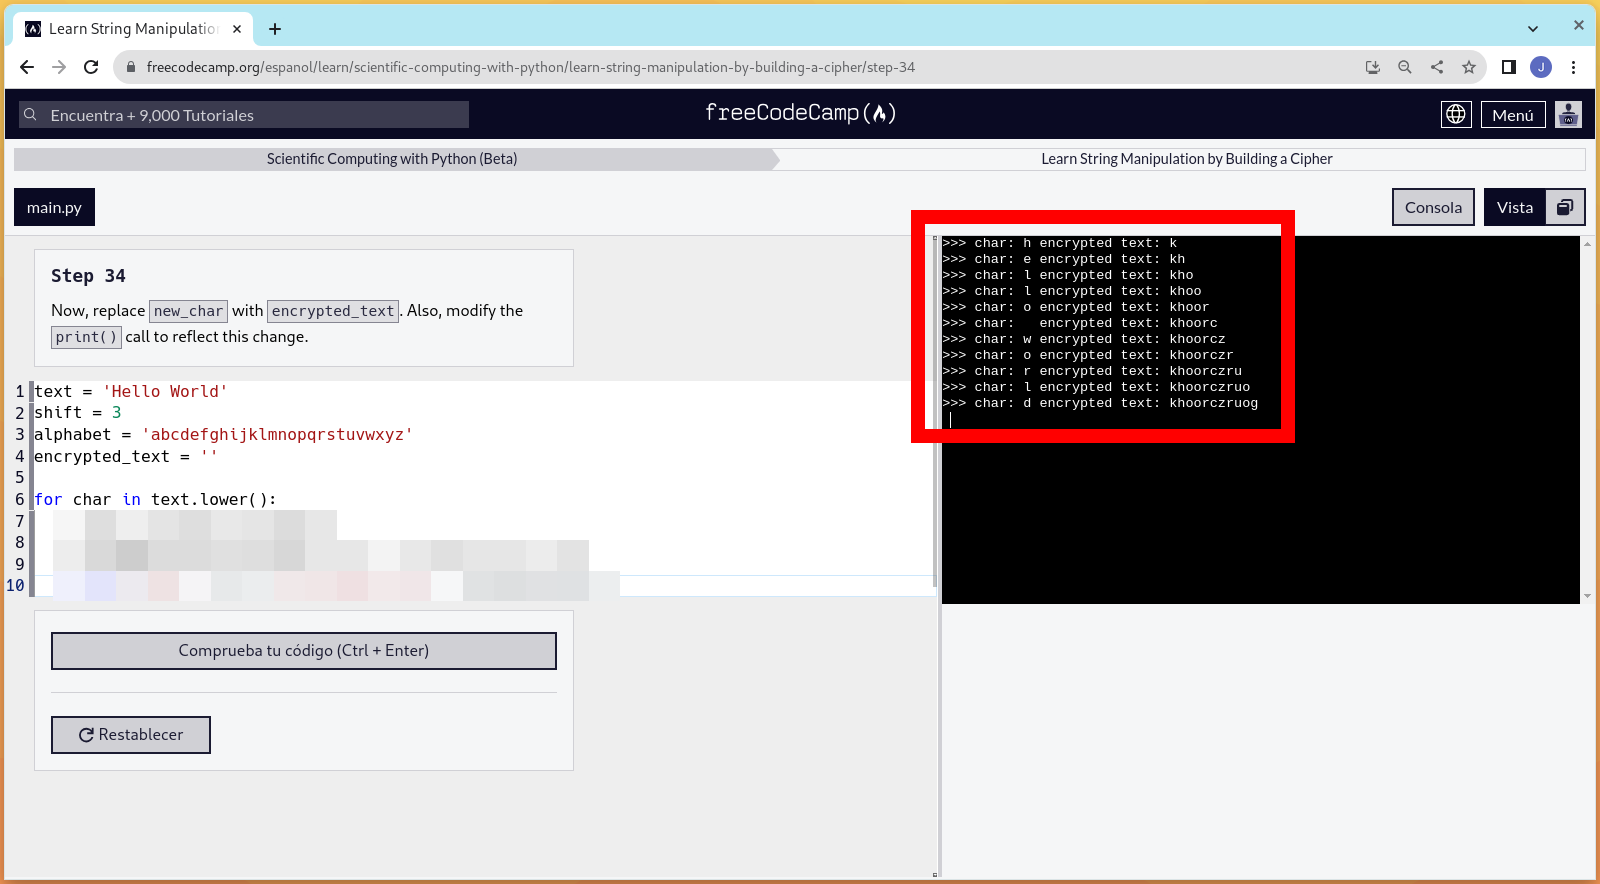 Learn String Manipulatio
freecodecamp.org/espanol/learn/scientific-computing-with-python/learn-string-manipulation-by-building-a-cipher/step-34
J
Encuentra + 9,000 Tutoriales
freeCodeCamp
Menú
Scientific Computing with Python (Beta)
Learn String Manipulation by Building a Cipher
main.py
Consola
Vista
Step 34
Now, replace new_char with encrypted_text. Also, modify the
print() call to reflect this change.
1 text = 'Hello World'
2 shift = 3
3 alphabet = 'abcdefghijklmnopqrstuvwxyz'
4 encrypted_text = ''
5
6 for char in text.lower():
7
8
9
10
Comprueba tu código (Ctrl + Enter)
Restablecer
>>> char: h encrypted text: k
>>> char: e encrypted text: kh
>>> char: l encrypted text: kho
>>> char: l encrypted text: khoo
>>> char: o encrypted text: khoor
>>> char:   encrypted text: khoorc
>>> char: w encrypted text: khoorcz
>>> char: o encrypted text: khoorczr
>>> char: r encrypted text: khoorczru
>>> char: l encrypted text: khoorczruo
>>> char: d encrypted text: khoorczruog